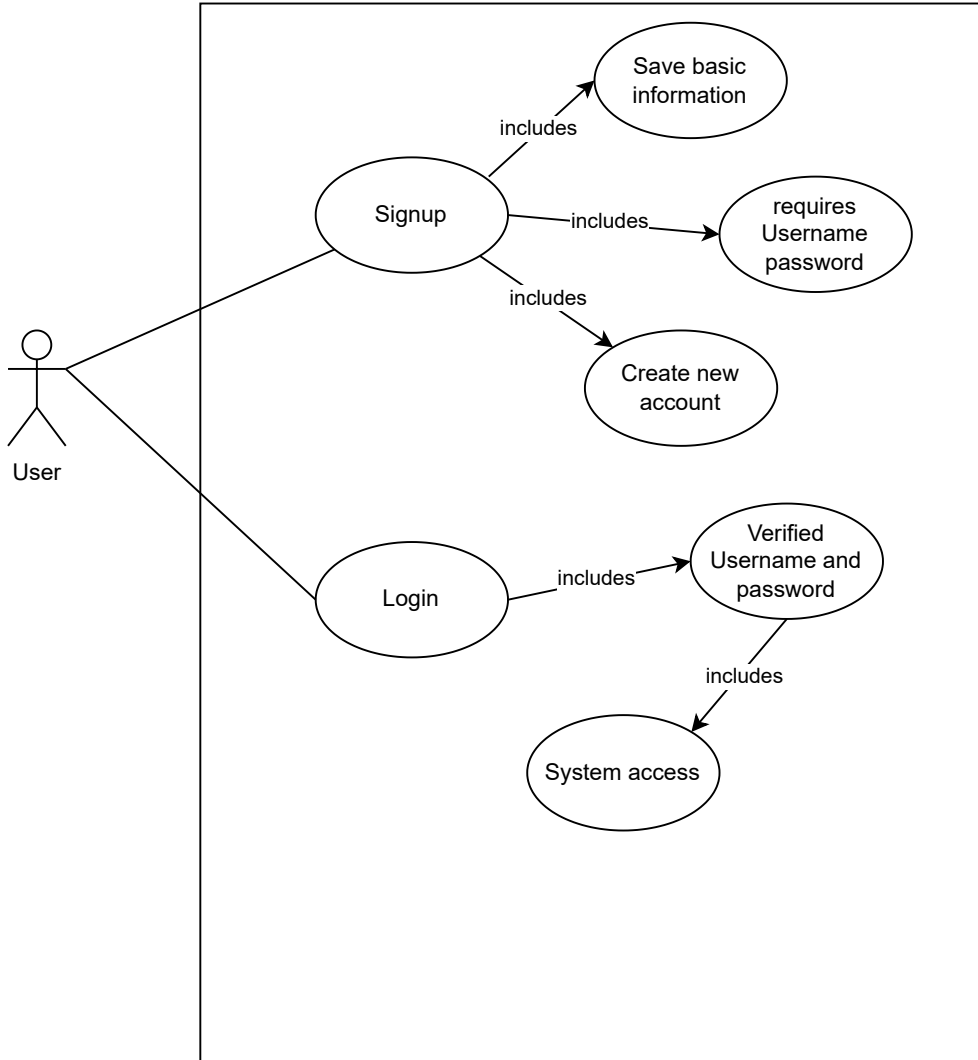 Save basic
information
includes
Signup
includes
requires
Username
password
includes
Create new
account
User
Login
includes
Verified
Username and
password
includes
System access